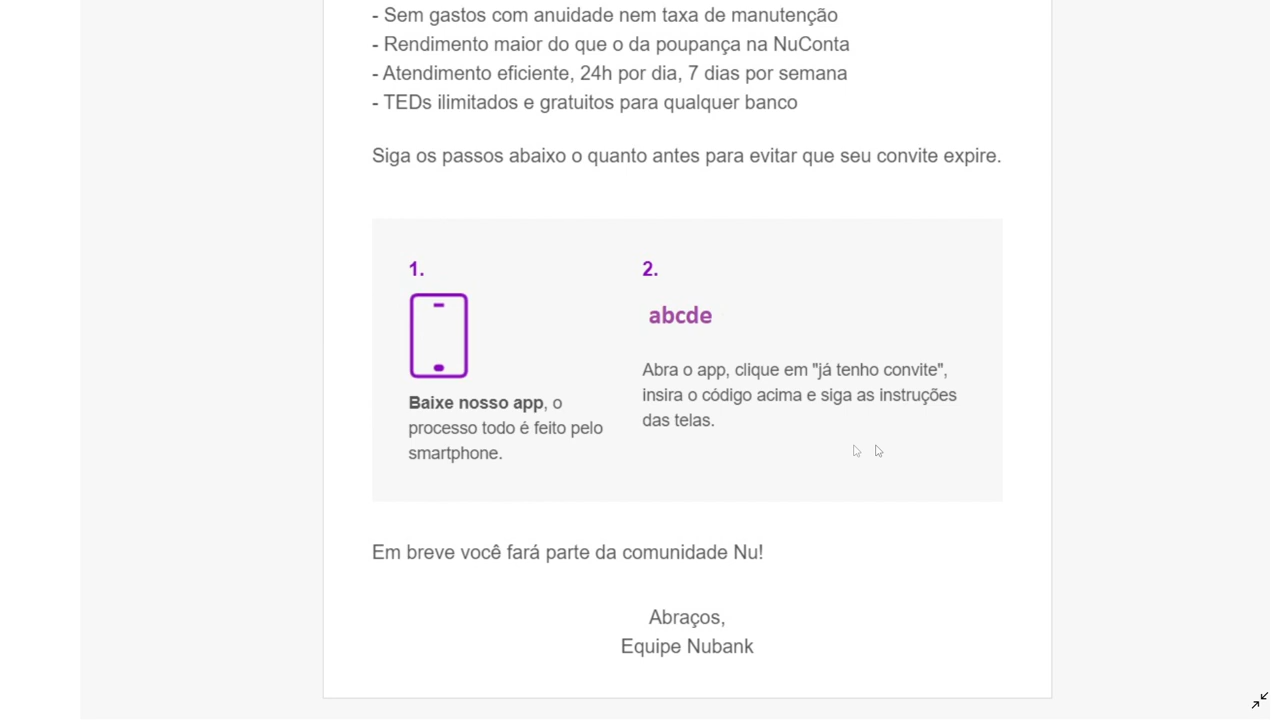 - Sem gastos com anuidade nem taxa de manutenção
- Rendimento maior do que o da poupança na NuConta
- Atendimento eficiente, 24h por dia, 7 dias por semana
- TEDs ilimitados e gratuitos para qualquer banco
Siga os passos abaixo o quanto antes para evitar que seu convite expire.
1.
Baixe nosso app, o
processo todo é feito pelo
smartphone.
2.
abcde
Abra o app, clique em "já tenho convite",
insira o código acima e siga as instruções
das telas.
Em breve você fará parte da comunidade Nu!
Abraços,
Equipe Nubank